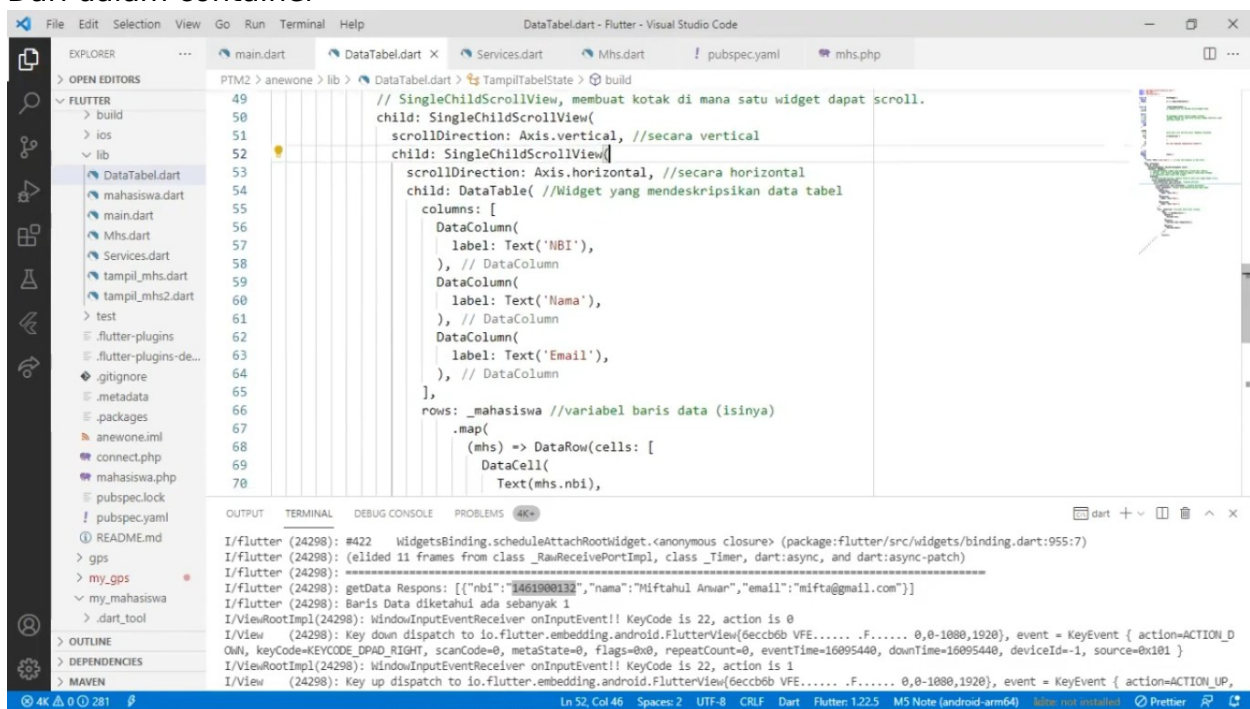 Dari dalam container
File Edit Selection View Go Run Terminal Help
DataTabel.dart - Flutter - Visual Studio Code
EXPLORER
OPEN EDITORS
FLUTTER
build
ios
lib
DataTabel.dart
mahasiswa.dart
main.dart
Mhs.dart
Services.dart
tampil_mhs.dart
tampil_mhs2.dart
test
.flutter-plugins
.flutter-plugins-de...
.gitignore
.metadata
.packages
anewone.iml
connect.php
mahasiswa.php
pubspec.lock
pubspec.yaml
README.md
gps
my_gps
my_mahasiswa
.dart_tool
OUTLINE
DEPENDENCIES
MAVEN
main.dart DataTabel.dart Services.dart Mhs.dart pubspec.yaml mhs.php
PTM2 > anewone > lib > DataTabel.dart > TampilTabelState > build
49 // SingleChildScrollView, membuat kotak di mana satu widget dapat scroll.
50 child: SingleChildScrollView(
51 scrollDirection: Axis.vertical, //secara vertical
52 child: SingleChildScrollView(
53 scrollDirection: Axis.horizontal, //secara horizontal
54 child: DataTable( //Widget yang mendeskripsikan data tabel
55 columns: [
56 DataColumn(
57 label: Text('NBI'),
58 ), // DataColumn
59 DataColumn(
60 label: Text('Nama'),
61 ), // DataColumn
62 DataColumn(
63 label: Text('Email'),
64 ), // DataColumn
65 ],
66 rows: _mahasiswa //variabel baris data (isinya)
67 .map(
68 (mhs) => DataRow(cells: [
69 DataCell(
70 Text(mhs.nbi),
OUTPUT TERMINAL DEBUG CONSOLE PROBLEMS 4K+ dart
I/flutter (24298): #422 WidgetsBinding.scheduleAttachRootWidget.<anonymous closure> (package:flutter/src/widgets/binding.dart:955:7)
I/flutter (24298): (elided 11 frames from class _RawReceivePortImpl, class _Timer, dart:async, and dart:async-patch)
I/flutter (24298):
I/flutter (24298): getData Respons: [{"nbi":"1461900132","nama":"Miftahul Anwar","email":"mifta@gmail.com"}]
I/flutter (24298): Baris Data diketahui ada sebanyak 1
I/ViewRootImpl(24298): WindowInputEventReceiver onInputEvent!! KeyCode is 22, action is 0
I/View (24298): Key down dispatch to io.flutter.embedding.android.FlutterView{6eccb6b VFE...... .F...... 0,0-1080,1920}, event = KeyEvent { action=ACTION_D
OWN, keyCode=KEYCODE_DPAD_RIGHT, scanCode=0, metaState=0, flags=0x0, repeatCount=0, eventTime=16095440, downTime=16095440, deviceId=-1, source=0x101 }
I/ViewRootImpl(24298): WindowInputEventReceiver onInputEvent!! KeyCode is 22, action is 1
I/View (24298): Key up dispatch to io.flutter.embedding.android.FlutterView{6eccb6b VFE...... .F...... 0,0-1080,1920}, event = KeyEvent { action=ACTION_UP,
4K 0 281 Ln 52, Col 46 Spaces: 2 UTF-8 CRLF Dart Flutter: 1.22.5 M5 Note (android-arm64) not installed Prettier